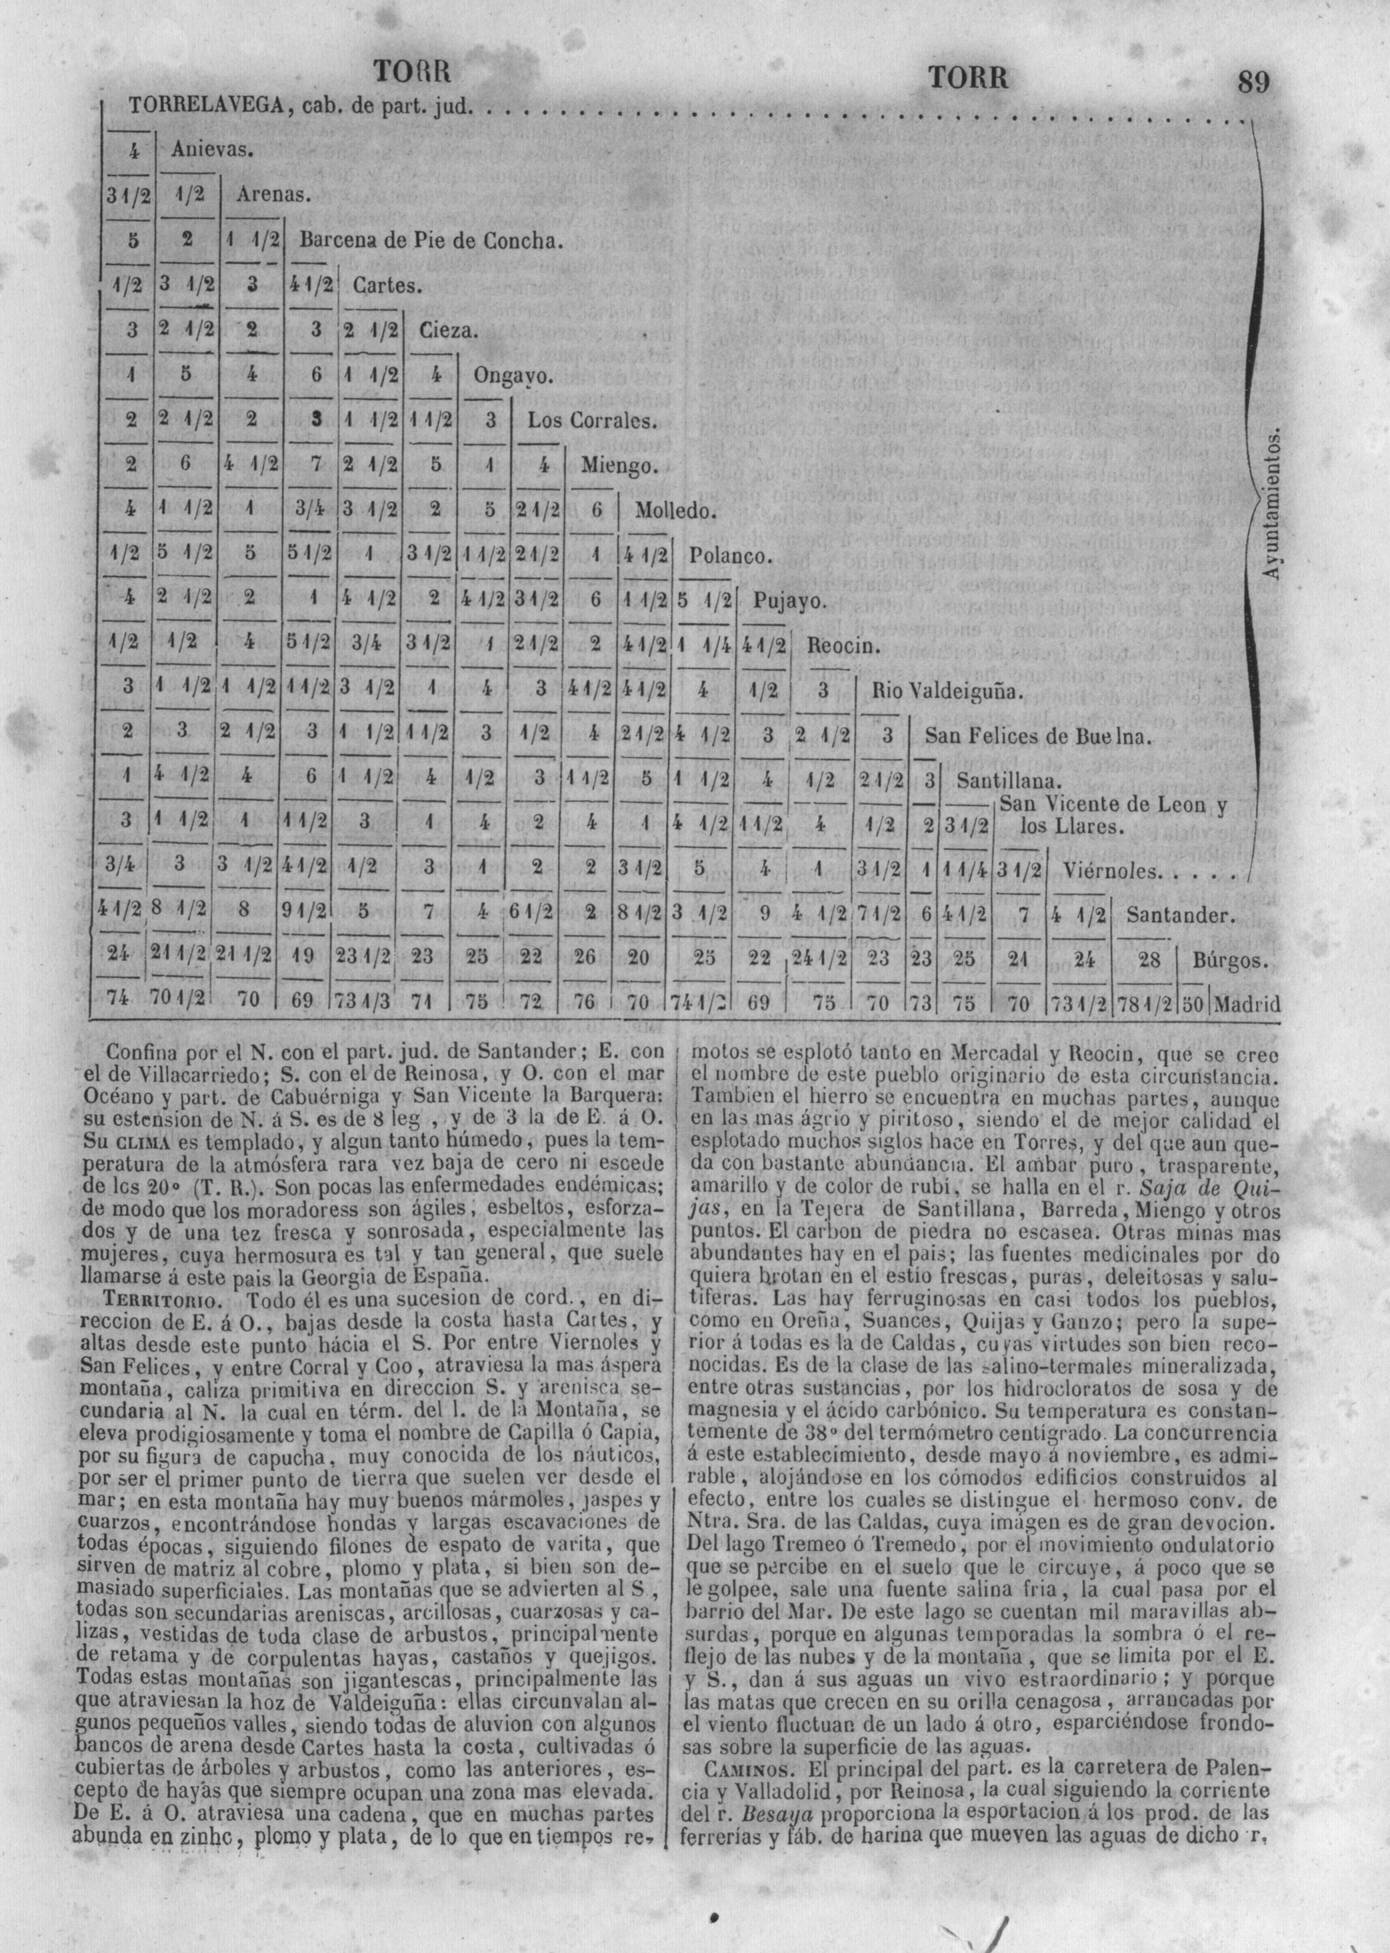 TORR
TORR 89
TORRELAVEGA, cab. de part. jud. . . . . . . . . . . . . . . . . . . . . . . . . . . . . . . . . . . . . . . .
4 Anievas.
3 1/2 1/2 Arenas.
5 2 1 1/2 Barcena de Pie de Concha.
1/2 3 1/2 3 4 1/2 Cartes.
3 2 1/2 2 3 2 1/2 Cieza.
1 5 4 6 1 1/2 4 Ongayo.
2 2 1/2 2 3 1 1/2 1 1/2 3 Los Corrales.
2 6 4 1/2 7 2 1/2 5 1 4 Miengo.
4 1 1/2 1 3/4 3 1/2 2 5 2 1/2 6 Molledo.
1/2 5 1/2 5 5 1/2 1 3 1/2 1 1/2 2 1/2 1 4 1/2 Polanco.
4 2 1/2 2 1 4 1/2 2 4 1/2 3 1/2 6 1 1/2 5 1/2 Pujayo.
1/2 1/2 4 5 1/2 3/4 3 1/2 1 2 1/2 2 4 1/2 1 1/4 4 1/2 Reocin.
3 1 1/2 1 1/2 1 1/2 3 1/2 1 4 3 4 1/2 4 1/2 4 1/2 3 Rio Valdeiguña.
2 3 2 1/2 3 1 1/2 1 1/2 3 1/2 4 2 1/2 4 1/2 3 2 1/2 3 San Felices de Buelna.
1 4 1/2 4 6 1 1/2 4 1/2 3 1 1/2 5 1 1/2 4 1/2 2 1/2 3 Santillana.
3 1 1/2 1 1 1/2 3 1 4 2 4 1 4 1/2 1 1/2 4 1/2 2 3 1/2 San Vicente de Leon y
los Llares.
3/4 3 3 1/2 4 1/2 1/2 3 1 2 2 3 1/2 5 4 1 3 1/2 1 1 1/4 3 1/2 Viérnoles. . . . .
4 1/2 8 1/2 8 9 1/2 5 7 4 6 1/2 2 8 1/2 3 1/2 9 4 1/2 7 1/2 6 4 1/2 7 4 1/2 Santander.
24 21 1/2 21 1/2 19 23 1/2 23 25 22 26 20 25 22 24 1/2 23 23 25 21 24 28 Búrgos.
74 70 1/2 70 69 73 1/3 71 75 72 76 70 74 1/2 69 75 70 73 75 70 73 1/2 78 1/2 50 Madrid
Ayuntamientos.
Confina por el N. con el part. jud. de Santander; E. con
el de Villacarriedo; S. con el de Reinosa, y O. con el mar
Océano y part. de Cabuérniga y San Vicente la Barquera:
su estension de N. á S. es de 8 leg , y de 3 la de E. á O.
Su CLIMA es templado, y algun tanto húmedo, pues la tem-
peratura de la atmósfera rara vez baja de cero ni escede
de los 20° (T. R.). Son pocas las enfermedades endémicas;
de modo que los moradoress son ágiles, esbeltos, esforza-
dos y de una tez fresca y sonrosada, especialmente las
mujeres, cuya hermosura es tal y tan general, que suele
llamarse á este pais la Georgia de España.
TERRITORIO. Todo él es una sucesion de cord., en di-
reccion de E. á O., bajas desde la costa hasta Cartes, y
altas desde este punto hácia el S. Por entre Viernoles y
San Felices, y entre Corral y Coo, atraviesa la mas áspera
montaña, caliza primitiva en direccion S. y arenisca se-
cundaria al N. la cual en térm. del l. de la Montaña, se
eleva prodigiosamente y toma el nombre de Capilla ó Capia,
por su figura de capucha, muy conocida de los náuticos,
por ser el primer punto de tierra que suelen ver desde el
mar; en esta montaña hay muy buenos mármoles, jaspes y
cuarzos, encontrándose hondas y largas escavaciones de
todas épocas, siguiendo filones de espato de varita, que
sirven de matriz al cobre, plomo y plata, si bien son de-
masiado superficiales. Las montañas que se advierten al S,
todas son secundarias areniscas, arcillosas, cuarzosas y ca-
lizas, vestidas de toda clase de arbustos, principalmente
de retama y de corpulentas hayas, castaños y quejigos.
Todas estas montañas son jigantescas, principalmente las
que atraviesan la hoz de Valdeiguña: ellas circunvalan al-
gunos pequeños valles, siendo todas de aluvion con algunos
bancos de arena desde Cartes hasta la costa, cultivadas ó
cubiertas de árboles y arbustos, como las anteriores, es-
cepto de hayas que siempre ocupan una zona mas elevada.
De E. á O. atraviesa una cadena, que en muchas partes
abunda en zinhc, plomo y plata, de lo que en tiempos re-
motos se esplotó tanto en Mercadal y Reocin, que se cree
el nombre de este pueblo originario de esta circunstancia.
Tambien el hierro se encuentra en muchas partes, aunque
en las mas ágrio y piritoso, siendo el de mejor calidad el
esplotado muchos siglos hace en Torres, y del que aun que-
da con bastante abundancia. El ambar puro, trasparente,
amarillo y de color de rubí, se halla en el r. Saja de Qui-
jas, en la Tejera de Santillana, Barreda, Miengo y otros
puntos. El carbon de piedra no escasea. Otras minas mas
abundantes hay en el pais; las fuentes medicinales por do
quiera brotan en el estio frescas, puras, deleitosas y salu-
tiferas. Las hay ferruginosas en casi todos los pueblos,
como en Oreña, Suances, Quijas y Ganzo; pero la supe-
rior á todas es la de Caldas, cuyas virtudes son bien reco-
nocidas. Es de la clase de las salino-termales mineralizada,
entre otras sustancias, por los hidrocloratos de sosa y de
magnesia y el ácido carbónico. Su temperatura es constan-
temente de 38° del termómetro centigrado. La concurrencia
á este establecimiento, desde mayo á noviembre, es admi-
rable, alojándose en los cómodos edificios construidos al
efecto, entre los cuales se distingue el hermoso conv. de
Ntra. Sra. de las Caldas, cuya imágen es de gran devocion.
Del lago Tremeo ó Tremedo, por el movimiento ondulatorio
que se percibe en el suelo que le circuye, á poco que se
le golpee, sale una fuente salina fria, la cual pasa por el
barrio del Mar. De este lago se cuentan mil maravillas ab-
surdas, porque en algunas temporadas la sombra ó el re-
flejo de las nubes y de la montaña, que se limita por el E.
y S., dan á sus aguas un vivo estraordinario; y porque
las matas que crecen en su orilla cenagosa, arrancadas por
el viento fluctuan de un lado á otro, esparciéndose frondo-
sas sobre la superficie de las aguas.
CAMINOS. El principal del part. es la carretera de Palen-
cia y Valladolid, por Reinosa, la cual siguiendo la corriente
del r. Besaya proporciona la esportacion á los prod. de las
ferrerías y fáb. de harina que mueven las aguas de dicho r.